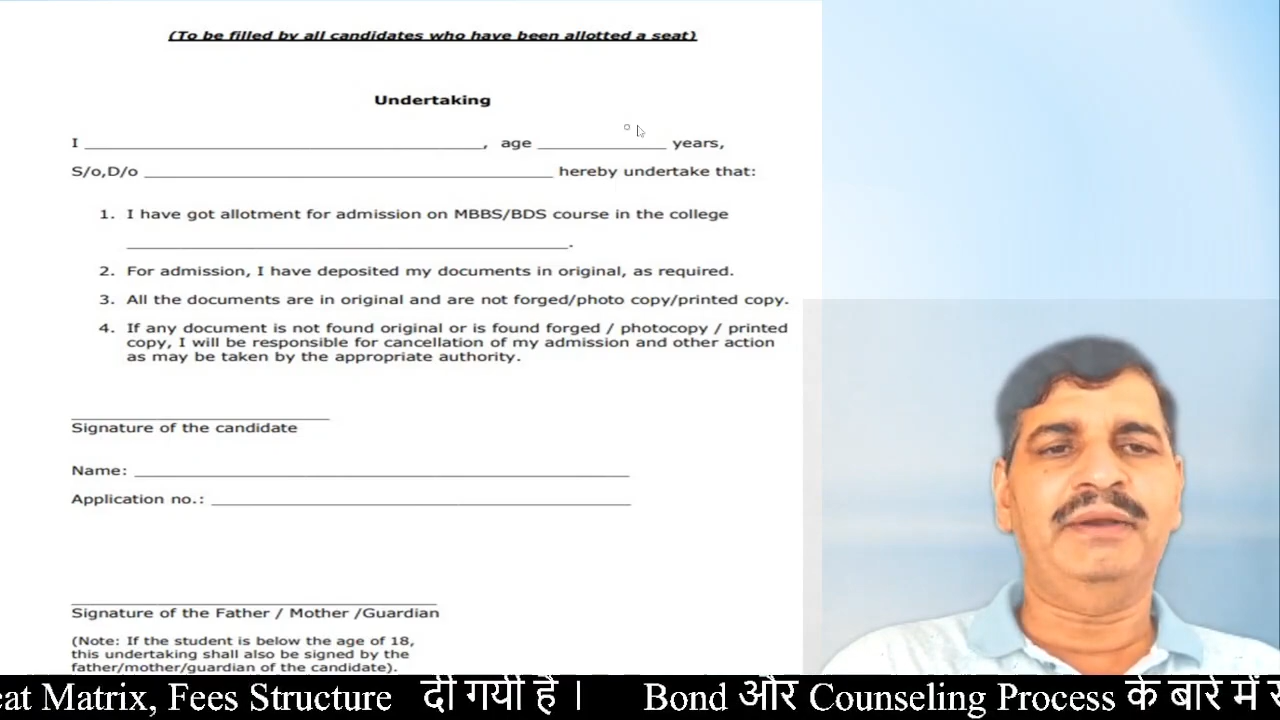 (To be filled by all candidates who have been allotted a seat)
Undertaking
I ____________________, age __________ years,
S/o,D/o ____________________ hereby undertake that:
1. I have got allotment for admission on MBBS/BDS course in the college
____________________.
2. For admission, I have deposited my documents in original, as required.
3. All the documents are in original and are not forged/photo copy/printed copy.
4. If any document is not found original or is found forged / photocopy / printed
copy, I will be responsible for cancellation of my admission and other action
as may be taken by the appropriate authority.
Signature of the candidate
Name: ____________________
Application no.: ____________________
Signature of the Father / Mother /Guardian
(Note: If the student is below the age of 18,
this undertaking shall also be signed by the
father/mother/guardian of the candidate).
Matrix, Fees Structure दी गयी है । Bond और Counseling Process के बारे में